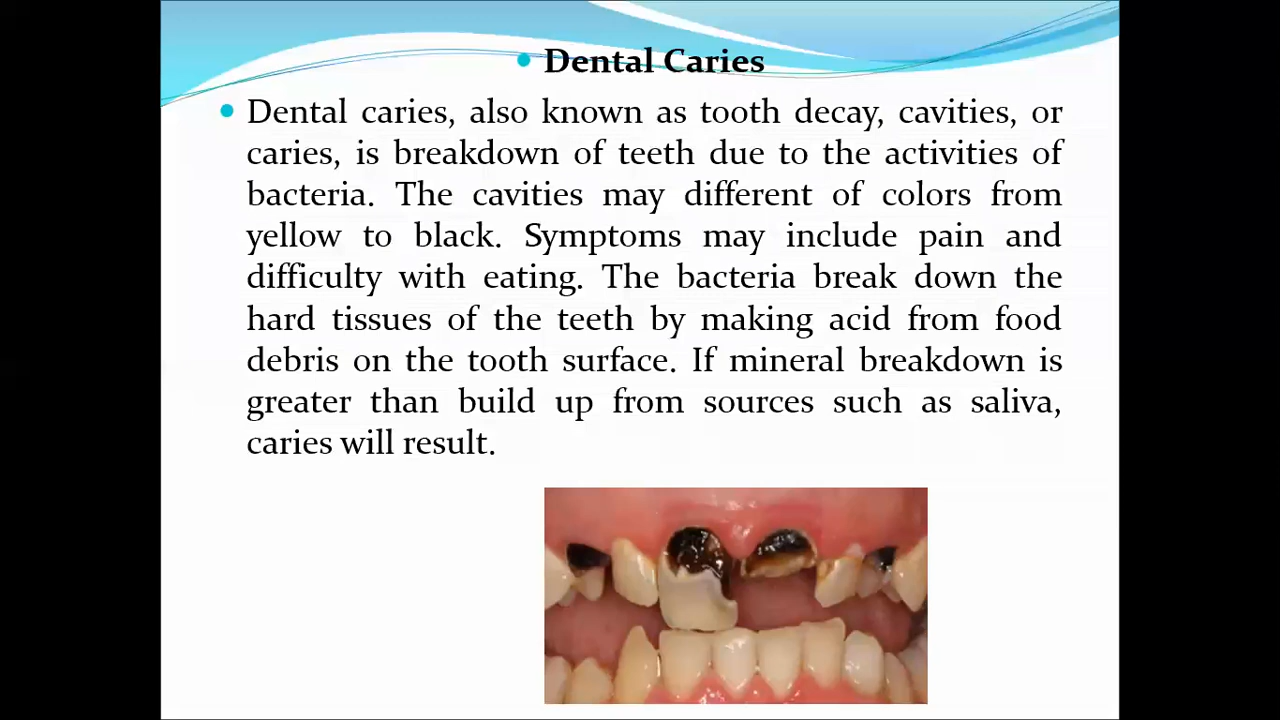 Dental Caries
Dental caries, also known as tooth decay, cavities, or
caries, is breakdown of teeth due to the activities of
bacteria. The cavities may different of colors from
yellow to black. Symptoms may include pain and
difficulty with eating. The bacteria break down the
hard tissues of the teeth by making acid from food
debris on the tooth surface. If mineral breakdown is
greater than build up from sources such as saliva,
caries will result.